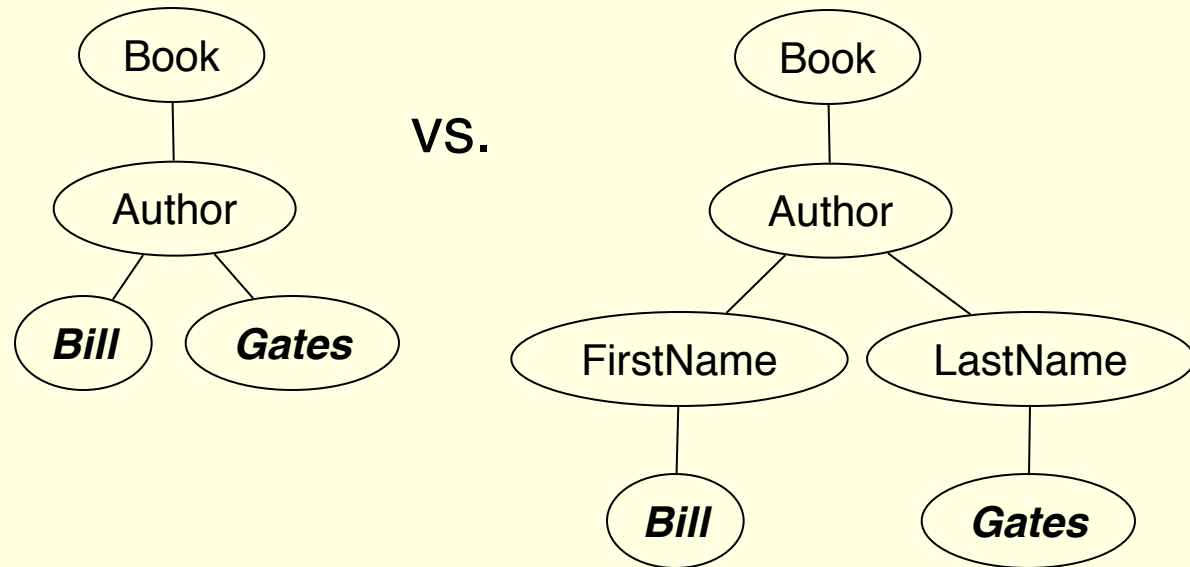 Book
Author
Bill Gates
vs.
Book
Author
FirstName LastName
Bill Gates